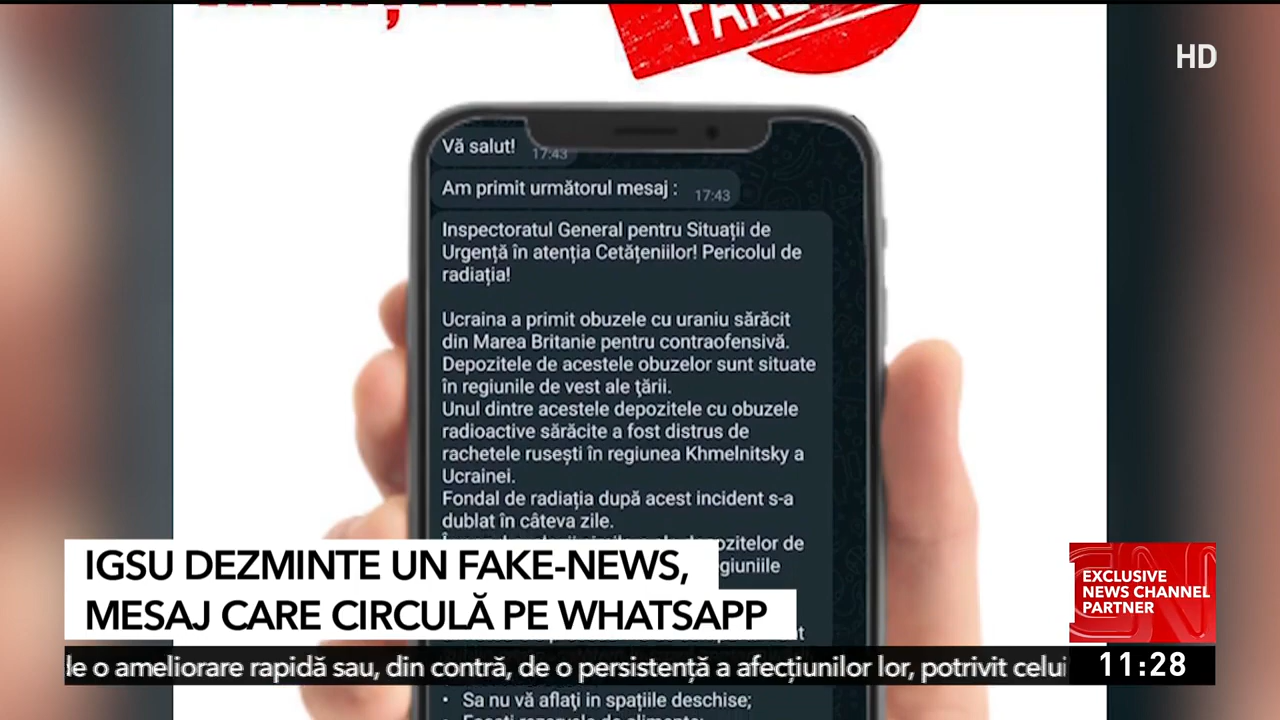 HD
Vă salut!
17:43
Am primit următorul mesaj :
17:43
Inspectoratul General pentru Situații de
Urgență în atenția Cetățeniilor! Pericolul de
radiația!
Ucraina a primit obuzele cu uraniu sărăcit
din Marea Britanie pentru contraofensivă.
Depozitele de acestele obuzelor sunt situate
în regiunile de vest ale ţării.
Unul dintre acestele depozitele cu obuzele
radioactive sărăcite a fost distrus de
rachetele rusești în regiunea Khmelnitsky a
Ucrainei.
Fondal de radiația după acest incident s-a
dublat în câteva zile.
IGSU DEZMINTE UN FAKE-NEWS,
MESAJ CARE CIRCULĂ PE WHATSAPP
EXCLUSIVE
NEWS CHANNEL
PARTNER
de o ameliorare rapidă sau, din contră, de o persistență a afecțiunilor lor, potrivit celui
11:28
• Sa nu vă aflaţi in spațiile deschise;